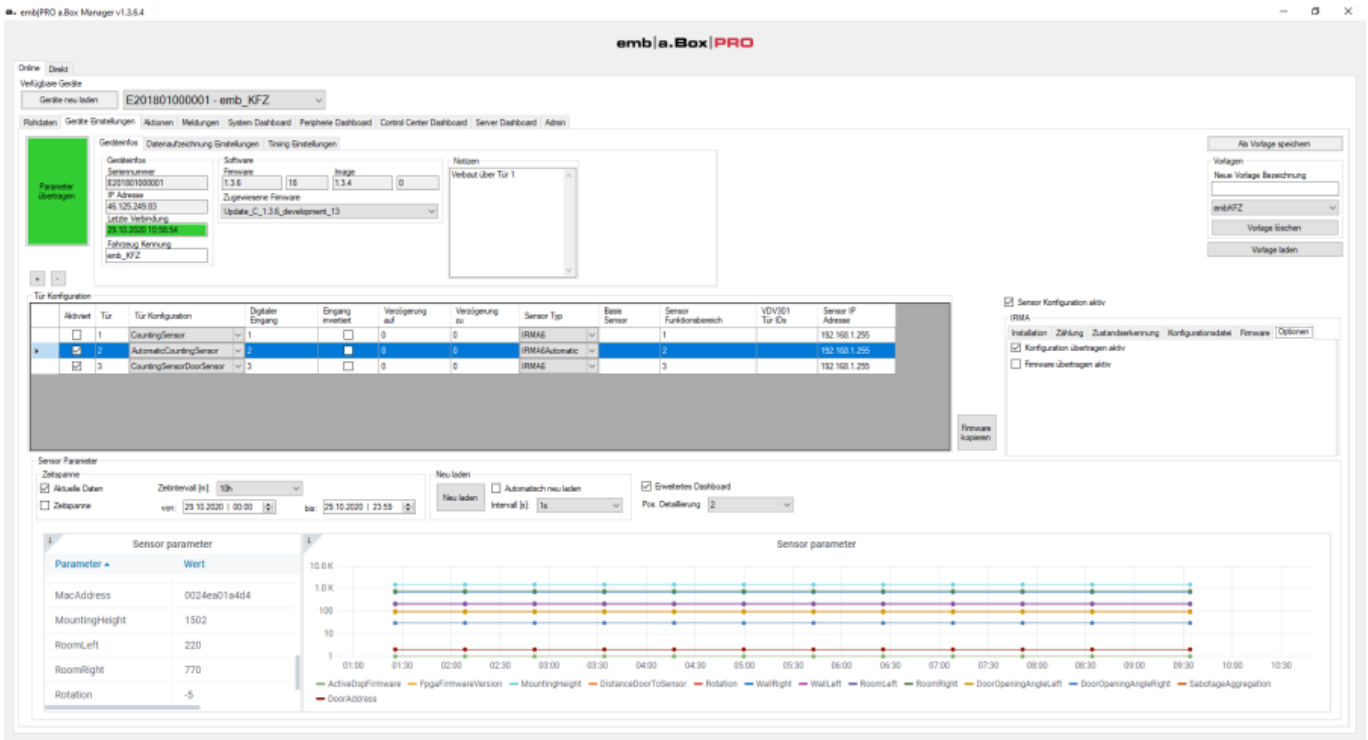 emb|PRO a.Box Manager v1.3.6.4
emb|a.Box|PRO
Online Direkt
Verfügbare Geräte
Geräte neu laden E201801000001 - emb_KFZ
Rohdaten Geräte Einstellungen Aktionen Meldungen System Dashboard Peripherie Dashboard Control Center Dashboard Server Dashboard Admin
Parameter übertragen
Geräteinfos Datenaufzeichnung Einstellungen Timing Einstellungen
Geräteinfos
Seriennummer
E201801000001
IP Adresse
46.125.249.83
Letzte Verbindung
29.10.2020 10:50:54
Fahrzeug Kennung
emb_KFZ
Software
Firmware Image
1.3.6 18 1.3.4 0
Zugewiesene Firmware
Update_C_1.3.6_development_13
Notizen
Verbaut über Tür 1
Als Vorlage speichern
Vorlagen
Neue Vorlage Bezeichnung
embKFZ
Vorlage löschen
Vorlage laden
+ -
Tür Konfiguration
Aktiviert Tür Tür Konfiguration Digitaler Eingang Eingang invertiert Verzögerung auf Verzögerung zu Sensor Typ Basis Sensor Sensor Funktionsbereich VDV301 Tür IDs Sensor IP Adresse
1 CountingSensor 1 0 0 IRMA6 1 192.168.1.255
2 AutomaticCountingSensor 2 0 0 IRMA6Automatic 2 192.168.1.255
3 CountingSensorDoorSensor 3 0 0 IRMA6 3 192.168.1.255
Firmware kopieren
Sensor Konfiguration aktiv
IRMA
Installation Zählung Zustandserkennung Konfigurationsdatei Firmware Optionen
Konfiguration übertragen aktiv
Firmware übertragen aktiv
Sensor Parameter
Zeitspanne
Aktuelle Daten Zeitintervall [m]: 10h
Zeitspanne von: 29.10.2020 | 00:00 bis: 29.10.2020 | 23:59
Neu laden
Neu laden
Automatisch neu laden
Intervall [s]: 1s
Erweitertes Dashboard
Pos. Detaillierung 2
Sensor parameter
Parameter Wert
MacAddress 0024ea01a4d4
MountingHeight 1502
RoomLeft 220
RoomRight 770
Rotation -5
Sensor parameter
10.0 K
1.0 K
100
10
1
01:00 01:30 02:00 02:30 03:00 03:30 04:00 04:30 05:00 05:30 06:00 06:30 07:00 07:30 08:00 08:30 09:00 09:30 10:00 10:30
ActiveDspFirmware FpgaFirmwareVersion MountingHeight DistanceDoorToSensor Rotation WallRight WallLeft RoomLeft RoomRight DoorOpeningAngleLeft DoorOpeningAngleRight SabotageAggregation
DoorAddress